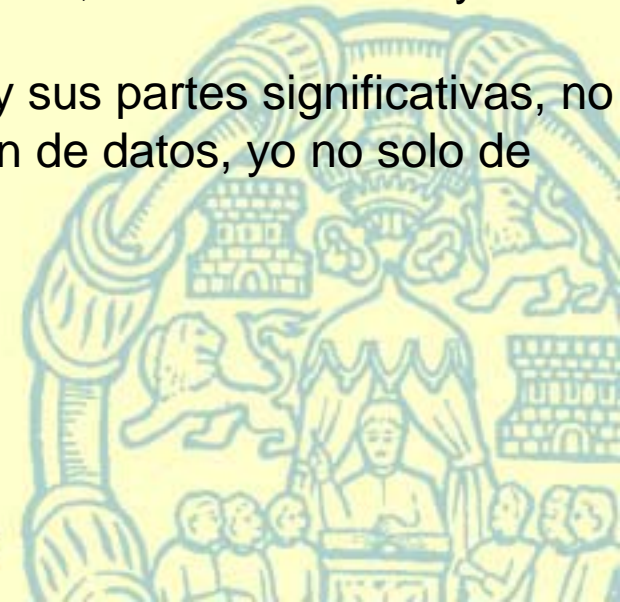 y sus partes significativas, no
n de datos, yo no solo de